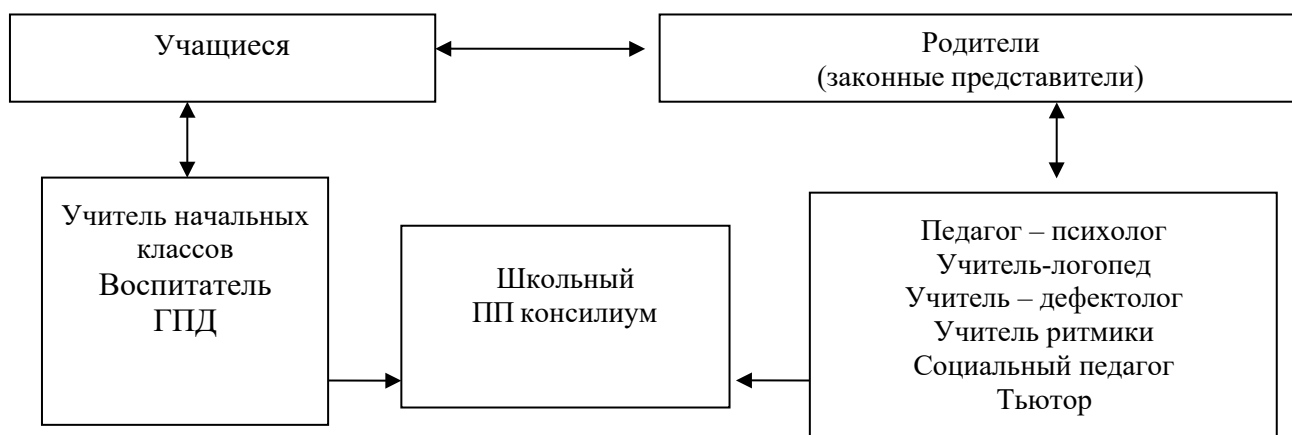 Учащиеся
Родители
(законные представители)
Учитель начальных
классов
Воспитатель
ГПД
Школьный
ПП консилиум
Педагог – психолог
Учитель-логопед
Учитель – дефектолог
Учитель ритмики
Социальный педагог
Тьютор